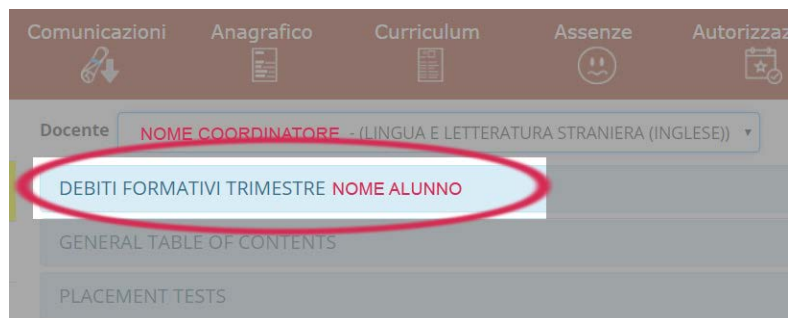 Comunicazioni Anagrafico Curriculum Assenze Autorizzaz
Docente NOME COORDINATORE - (LINGUA E LETTERATURA STRANIERA (INGLESE))
DEBITI FORMATIVI TRIMESTRE NOME ALUNNO
GENERAL TABLE OF CONTENTS
PLACEMENT TESTS